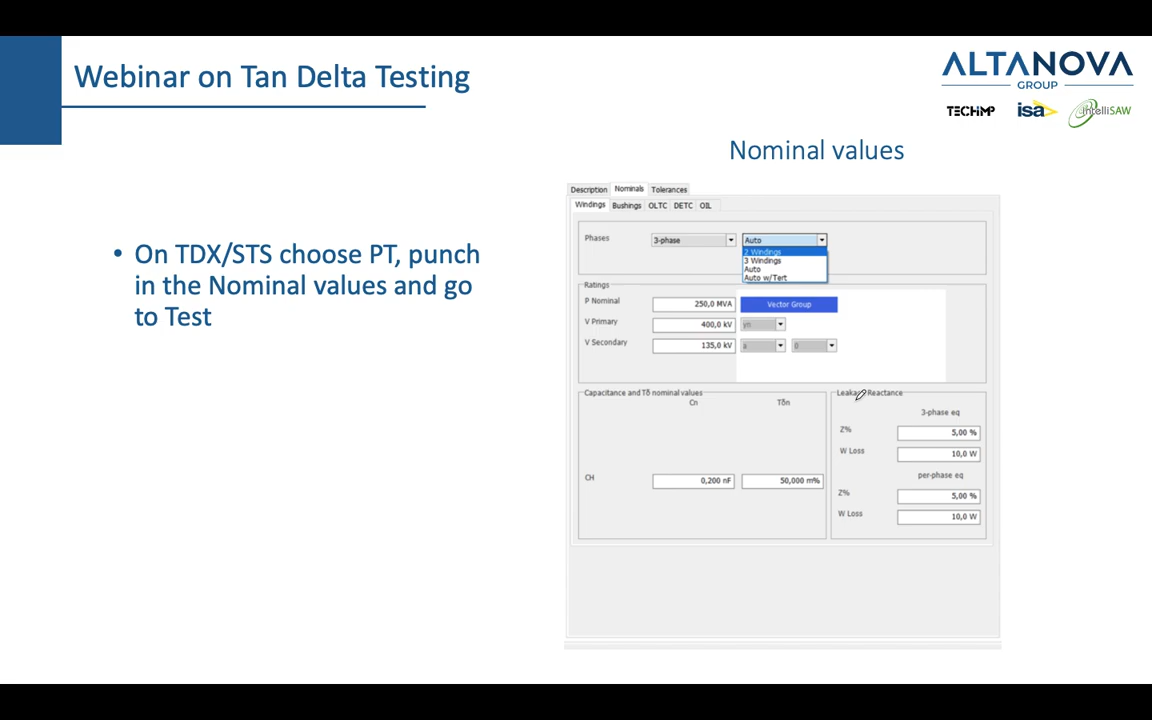 Webinar on Tan Delta Testing
ALTANOVA
GROUP
TECHIMP isa IntelliSAW
Nominal values
• On TDX/STS choose PT, punch
in the Nominal values and go
to Test
Description Nominals Tolerances
Windings Bushings OLTC DETC OIL
Phases 3-phase Auto
2 Windings
3 Windings
Auto
Auto w/Tert
Ratings
P Nominal 250,0 MVA Vector Group
V Primary 400,0 kV yn
V Secondary 135,0 kV a 0
Capacitance and Tδ nominal values
Cn Tδn
CH 0,200 nF 50,000 m%
Leakage Reactance
3-phase eq
Z% 5,00 %
W Loss 10,0 W
per-phase eq
Z% 5,00 %
W Loss 10,0 W